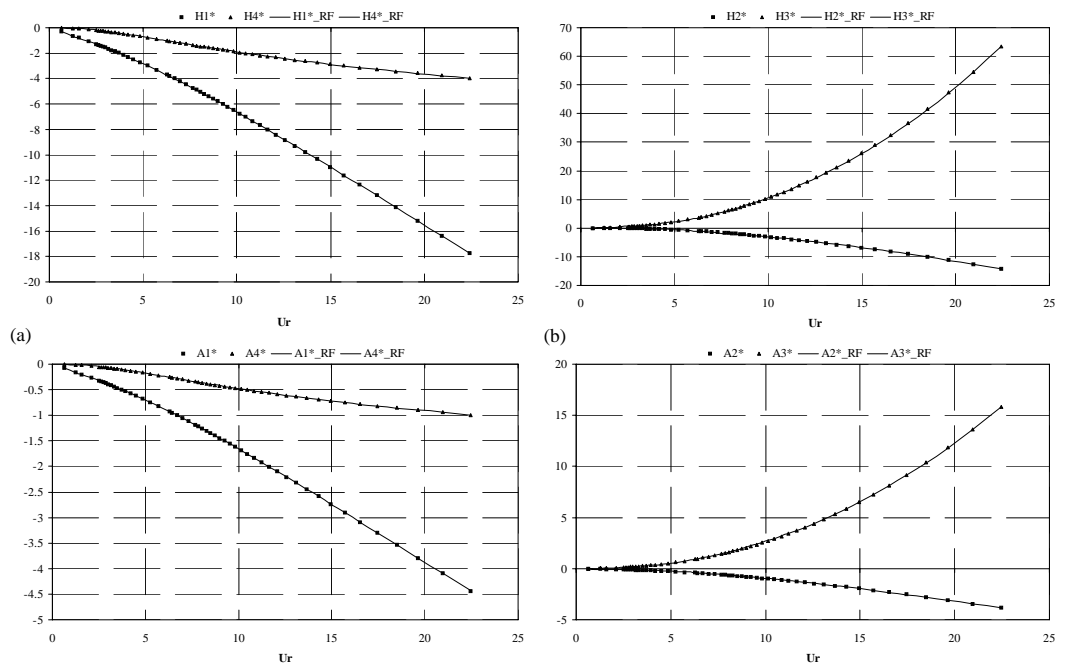 H1* H4* H1*_RF H4*_RF
0
-2
-4
-6
-8
-10
-12
-14
-16
-18
-20
0 5 10 15 20 25
Ur
(a)
H2* H3* H2*_RF H3*_RF
70
60
50
40
30
20
10
0
-10
-20
0 5 10 15 20 25
Ur
(b)
A1* A4* A1*_RF A4*_RF
0
-0.5
-1
-1.5
-2
-2.5
-3
-3.5
-4
-4.5
-5
0 5 10 15 20 25
Ur
A2* A3* A2*_RF A3*_RF
20
15
10
5
0
-5
0 5 10 15 20 25
Ur